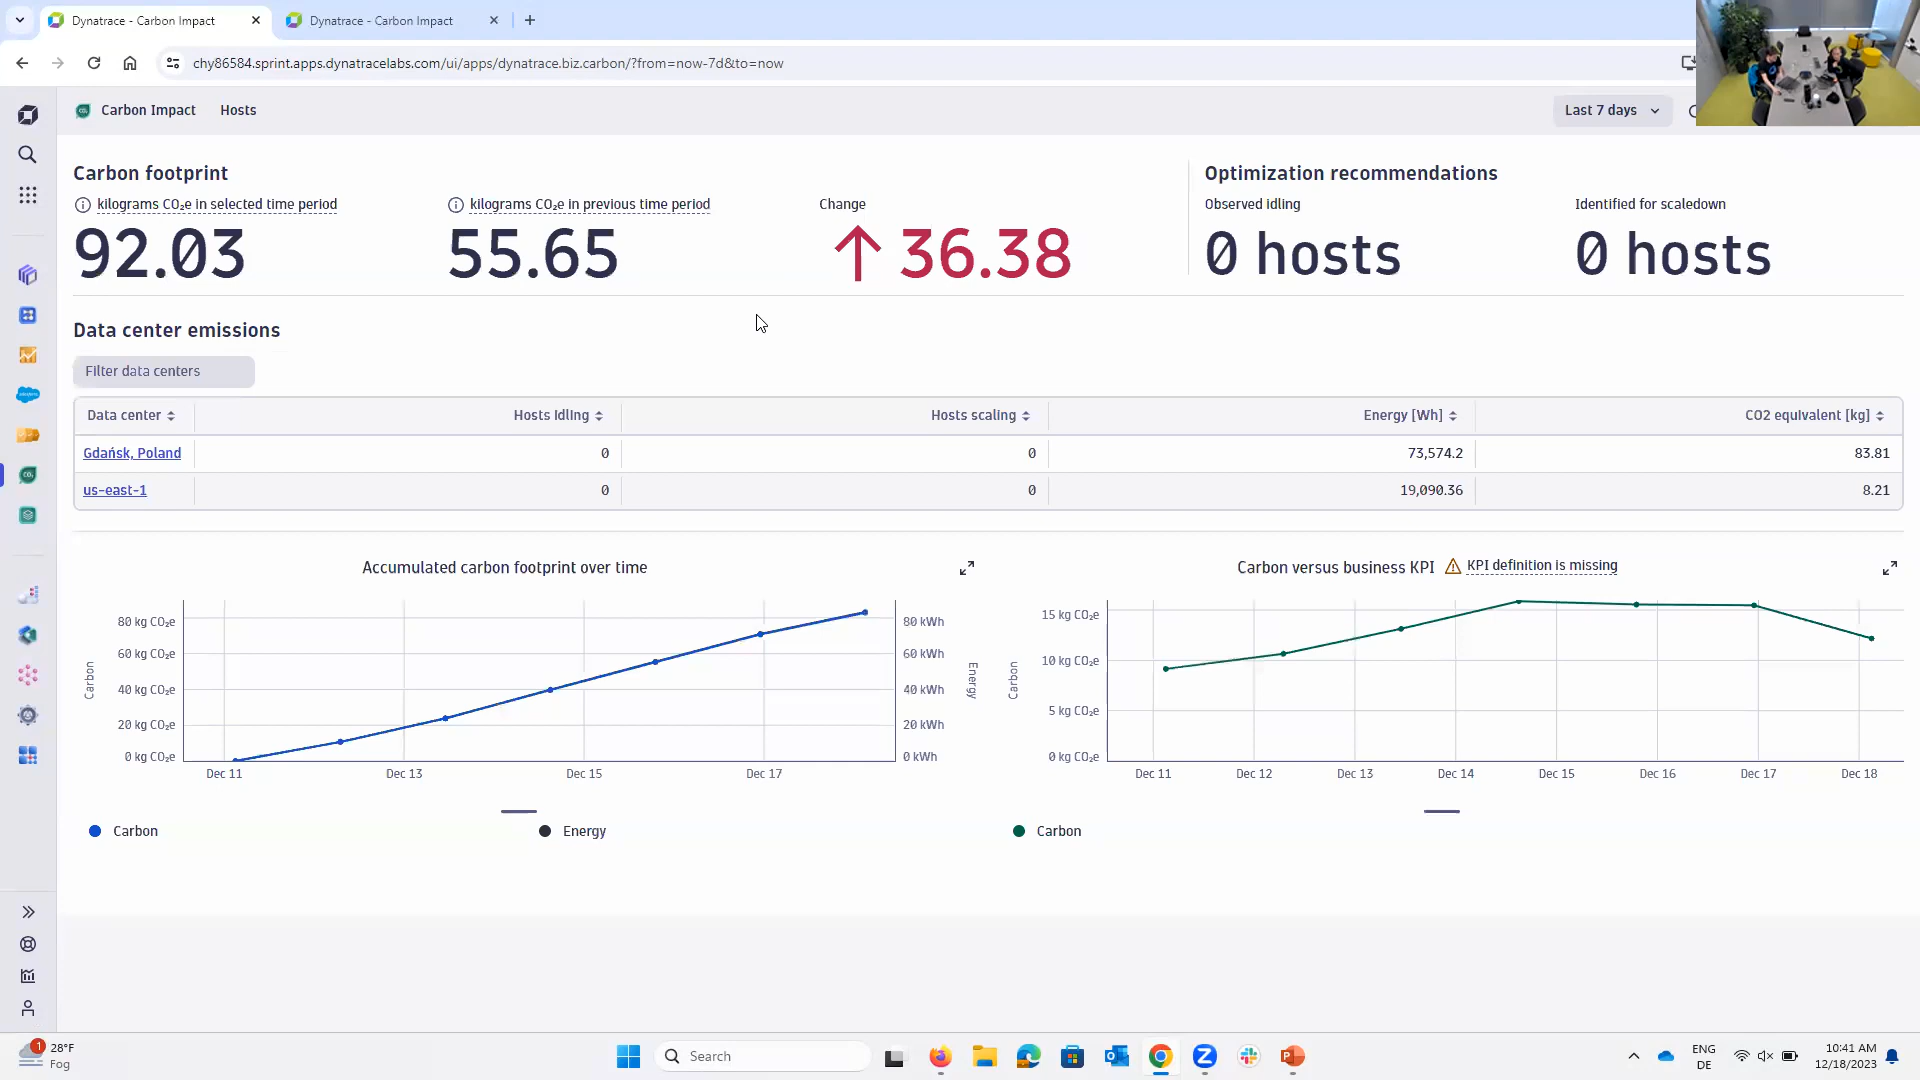 Dynatrace - Carbon Impact
Dynatrace - Carbon Impact
chy86584.sprint.apps.dynatracelabs.com/ui/apps/dynatrace.biz.carbon/?from=now-7d&to=now
Carbon Impact Hosts Last 7 days
Carbon footprint
kilograms CO₂e in selected time period
92.03
kilograms CO₂e in previous time period
55.65
Change
↑ 36.38
Optimization recommendations
Observed idling
0 hosts
Identified for scaledown
0 hosts
Data center emissions
Filter data centers
Data center Hosts Idling Hosts scaling Energy [Wh] CO2 equivalent [kg]
Gdańsk, Poland 0 0 73,574.2 83.81
us-east-1 0 0 19,090.36 8.21
Accumulated carbon footprint over time
80 kg CO₂e
60 kg CO₂e
40 kg CO₂e
20 kg CO₂e
0 kg CO₂e
Carbon
80 kWh
60 kWh
40 kWh
20 kWh
0 kWh
Energy
Dec 11 Dec 13 Dec 15 Dec 17
Carbon Energy
Carbon versus business KPI KPI definition is missing
15 kg CO₂e
10 kg CO₂e
5 kg CO₂e
0 kg CO₂e
Carbon
Dec 11 Dec 12 Dec 13 Dec 14 Dec 15 Dec 16 Dec 17 Dec 18
Carbon
1
28°F
Fog
Search
ENG
DE
10:41 AM
12/18/2023